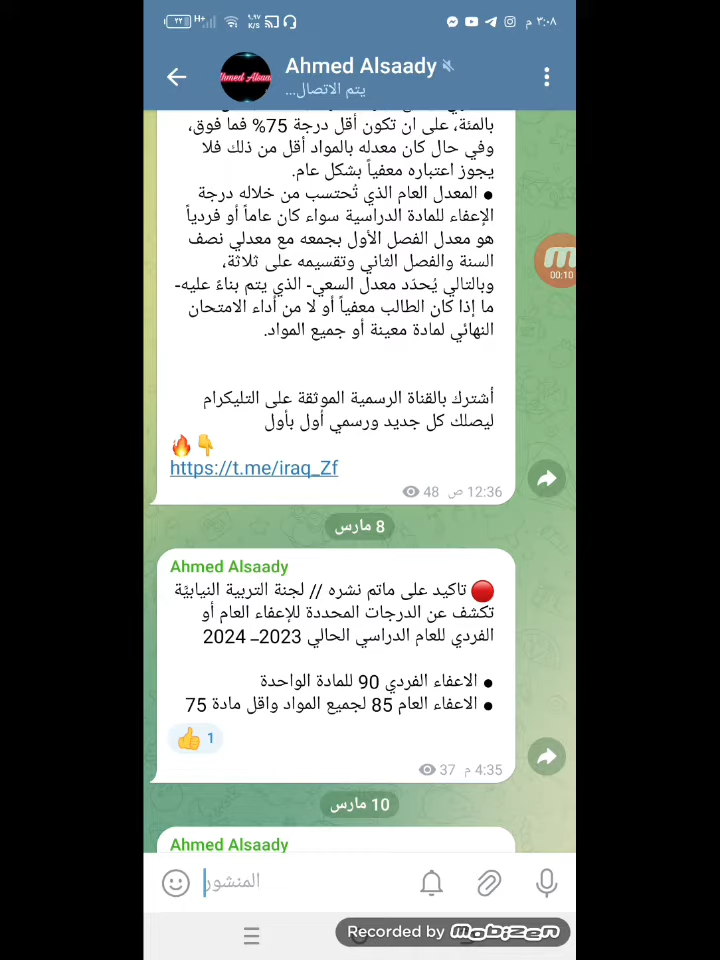 ٣:٠٨ م
٢٢
H+
٦,٩٧
K/S
Ahmed Alsaady
يتم الاتصال...
بالمئة، على ان تكون أقل درجة 75% فما فوق،
وفي حال كان معدله بالمواد أقل من ذلك فلا
يجوز اعتباره معفياً بشكل عام.
● المعدل العام الذي تُحتسب من خلاله درجة
الإعفاء للمادة الدراسية سواء كان عاماً أو فردياً
هو معدل الفصل الأول بجمعه مع معدلي نصف
السنة والفصل الثاني وتقسيمه على ثلاثة،
وبالتالي يُحدَد معدل السعي- الذي يتم بناءً عليه-
ما إذا كان الطالب معفياً أو لا من أداء الامتحان
النهائي لمادة معينة أو جميع المواد.
00:10
أشترك بالقناة الرسمية الموثقة على التليكرام
ليصلك كل جديد ورسمي أول بأول
🔥👇
https://t.me/iraq_Zf
48 12:36 ص
8 مارس
Ahmed Alsaady
🔴 تاكيد على ماتم نشره // لجنة التربية النيابيَّة
تكشف عن الدرجات المحددة للإعفاء العام أو
الفردي للعام الدراسي الحالي 2023ــ 2024
● الاعفاء الفردي 90 للمادة الواحدة
● الاعفاء العام 85 لجميع المواد واقل مادة 75
👍 1
37 4:35 م
10 مارس
Ahmed Alsaady
المنشور
Recorded by mobizen